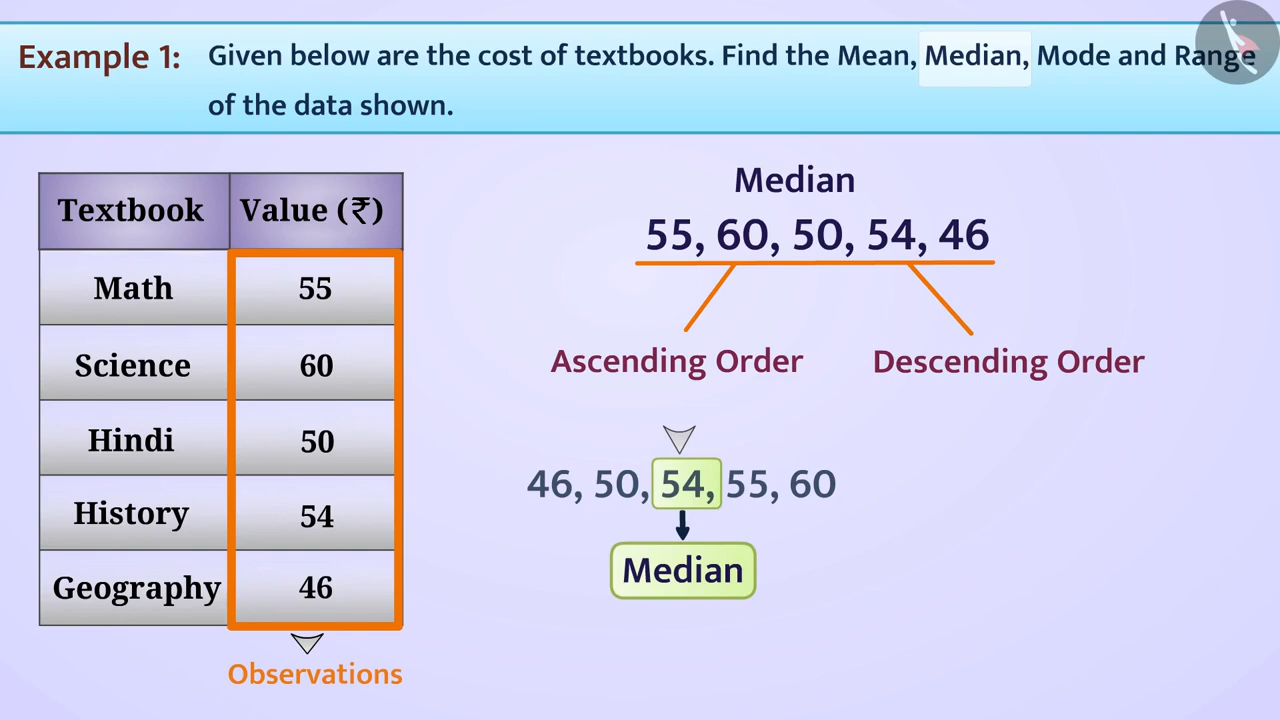 Example 1: Given below are the cost of textbooks. Find the Mean, Median, Mode and Range
of the data shown.
Textbook Value (₹)
Math 55
Science 60
Hindi 50
History 54
Geography 46
Observations
Median
55, 60, 50, 54, 46
Ascending Order Descending Order
46, 50, 54, 55, 60
Median